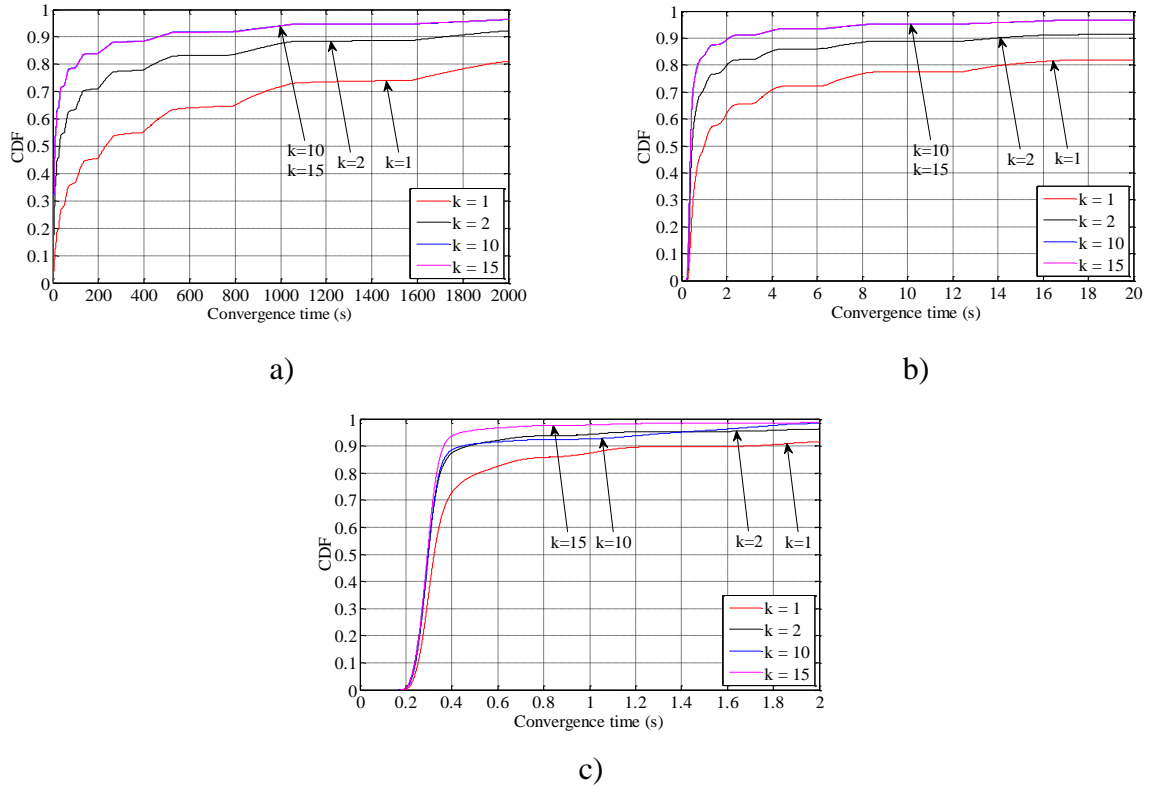 1
0.9
0.8
0.7
0.6
0.5
0.4
0.3
0.2
0.1
0
CDF
k=10
k=15
k=2
k=1
k = 1
k = 2
k = 10
k = 15
0 200 400 600 800 1000 1200 1400 1600 1800 2000
Convergence time (s)
a)
1
0.9
0.8
0.7
0.6
0.5
0.4
0.3
0.2
0.1
0
CDF
k=10
k=15
k=2
k=1
k = 1
k = 2
k = 10
k = 15
0 2 4 6 8 10 12 14 16 18 20
Convergence time (s)
b)
1
0.9
0.8
0.7
0.6
0.5
0.4
0.3
0.2
0.1
0
CDF
k=15 k=10 k=2 k=1
k = 1
k = 2
k = 10
k = 15
0 0.2 0.4 0.6 0.8 1 1.2 1.4 1.6 1.8 2
Convergence time (s)
c)